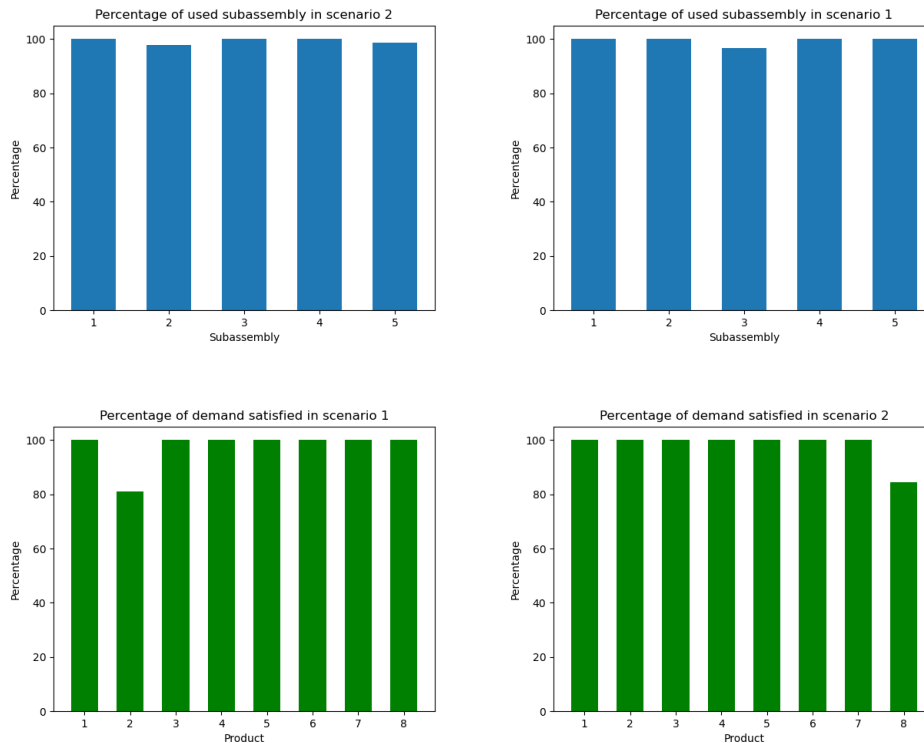 Percentage of used subassembly in scenario 2
100
80
60
40
20
0
Percentage
1 2 3 4 5
Subassembly
Percentage of used subassembly in scenario 1
100
80
60
40
20
0
Percentage
1 2 3 4 5
Subassembly
Percentage of demand satisfied in scenario 1
100
80
60
40
20
0
Percentage
1 2 3 4 5 6 7 8
Product
Percentage of demand satisfied in scenario 2
100
80
60
40
20
0
Percentage
1 2 3 4 5 6 7 8
Product